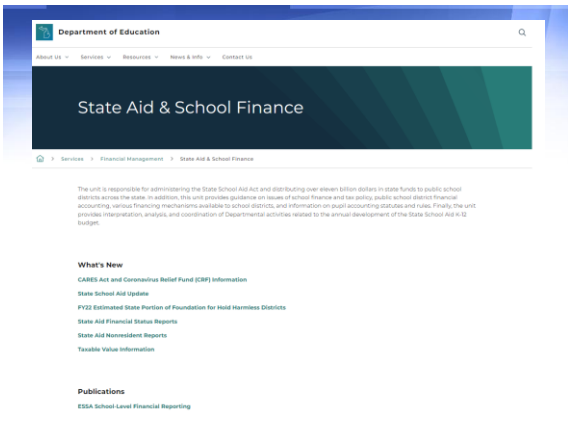 Department of Education
About Us Services Resources News & Info Contact Us
State Aid & School Finance
Services > Financial Management > State Aid & School Finance
The unit is responsible for administering the State School Aid Act and distributing over eleven billion dollars in state funds to public school
districts across the state. In addition, this unit provides guidance on issues of school finance and tax policy, public school district financial
accounting, various financing mechanisms available to school districts, and information on pupil accounting statutes and rules. Finally, the unit
provides interpretation, analysis, and coordination of Departmental activities related to the annual development of the State School Aid K-12
budget.
What's New
CARES Act and Coronavirus Relief Fund (CRF) Information
State School Aid Update
FY22 Estimated State Portion of Foundation for Hold Harmless Districts
State Aid Financial Status Reports
State Aid Nonresident Reports
Taxable Value Information
Publications
ESSA School-Level Financial Reporting